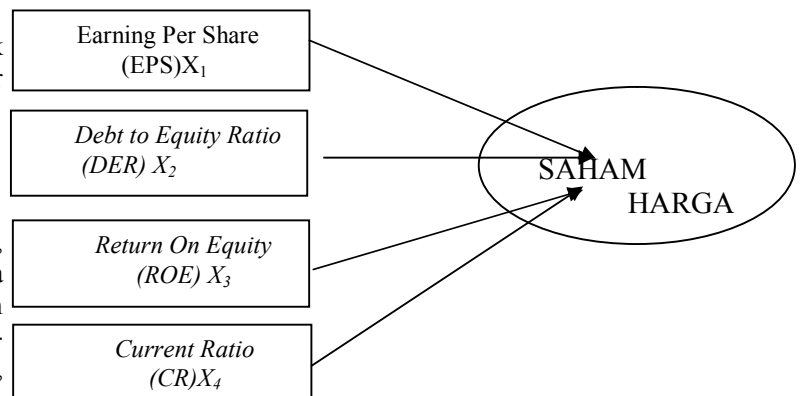 Earning Per Share
(EPS)X₁
Debt to Equity Ratio
(DER) X₂
SAHAM
HARGA
Return On Equity
(ROE) X₃
Current Ratio
(CR)X₄